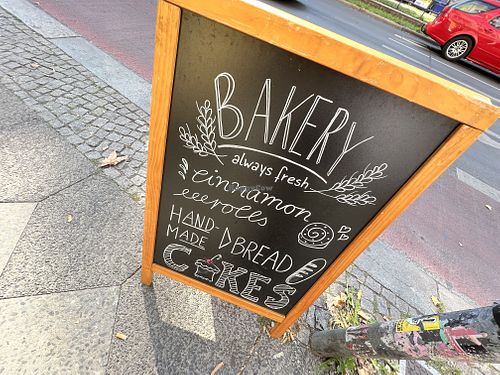 BAKERY
always fresh
cinnamon
rolls
HAND-
MADE
BREAD
CAKES